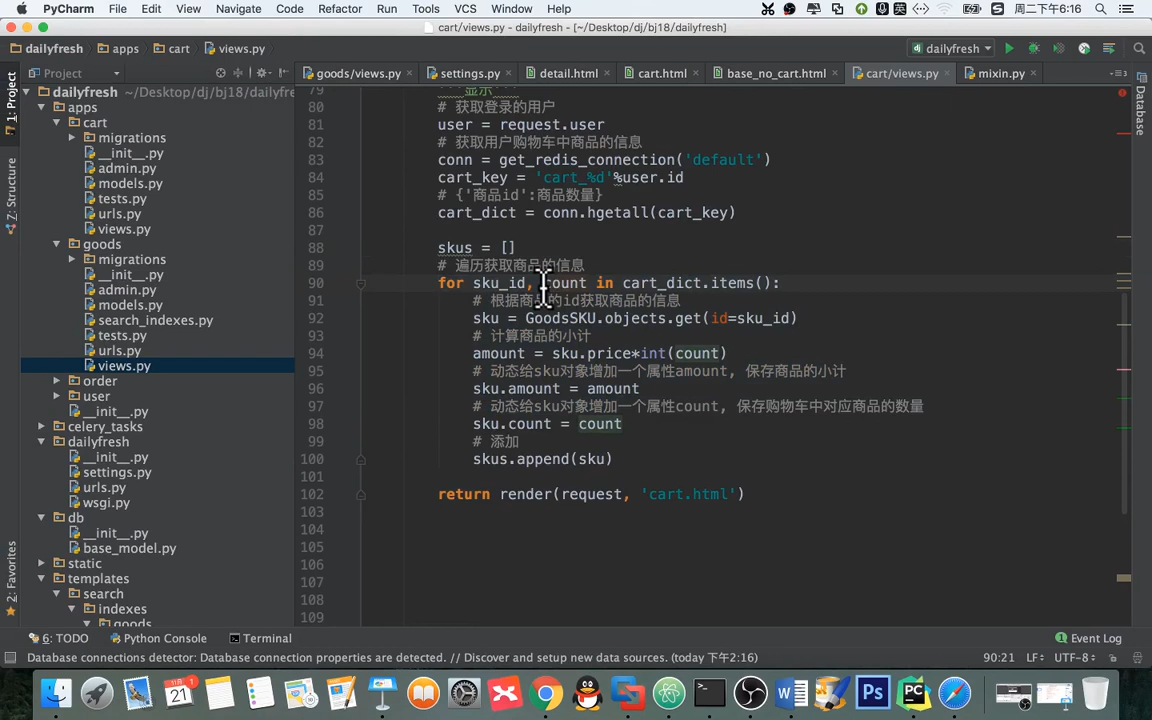 PyCharm File Edit View Navigate Code Refactor Run Tools VCS Window Help 周二下午6:16
cart/views.py - dailyfresh - [~/Desktop/dj/bj18/dailyfresh]
dailyfresh apps cart views.py dailyfresh
Project goods/views.py settings.py detail.html cart.html base_no_cart.html cart/views.py mixin.py
1: Project
Z: Structure
2: Favorites
Database
dailyfresh ~/Desktop/dj/bj18/dailyfre
apps
cart
migrations
__init__.py
admin.py
models.py
tests.py
urls.py
views.py
goods
migrations
__init__.py
admin.py
models.py
search_indexes.py
tests.py
urls.py
views.py
order
user
__init__.py
celery_tasks
dailyfresh
__init__.py
settings.py
urls.py
wsgi.py
db
__init__.py
base_model.py
static
templates
search
indexes
goods
79 '''显示'''
80 # 获取登录的用户
81 user = request.user
82 # 获取用户购物车中商品的信息
83 conn = get_redis_connection('default')
84 cart_key = 'cart_%d'%user.id
85 # {'商品id':商品数量}
86 cart_dict = conn.hgetall(cart_key)
87
88 skus = []
89 # 遍历获取商品的信息
90 for sku_id, count in cart_dict.items():
91 # 根据商品的id获取商品的信息
92 sku = GoodsSKU.objects.get(id=sku_id)
93 # 计算商品的小计
94 amount = sku.price*int(count)
95 # 动态给sku对象增加一个属性amount, 保存商品的小计
96 sku.amount = amount
97 # 动态给sku对象增加一个属性count, 保存购物车中对应商品的数量
98 sku.count = count
99 # 添加
100 skus.append(sku)
101
102 return render(request, 'cart.html')
103
104
105
106
107
108
109
6: TODO Python Console Terminal 1 Event Log
Database connections detector: Database connection properties are detected. // Discover and setup new data sources. (today 下午2:16) 90:21 LF÷ UTF-8÷